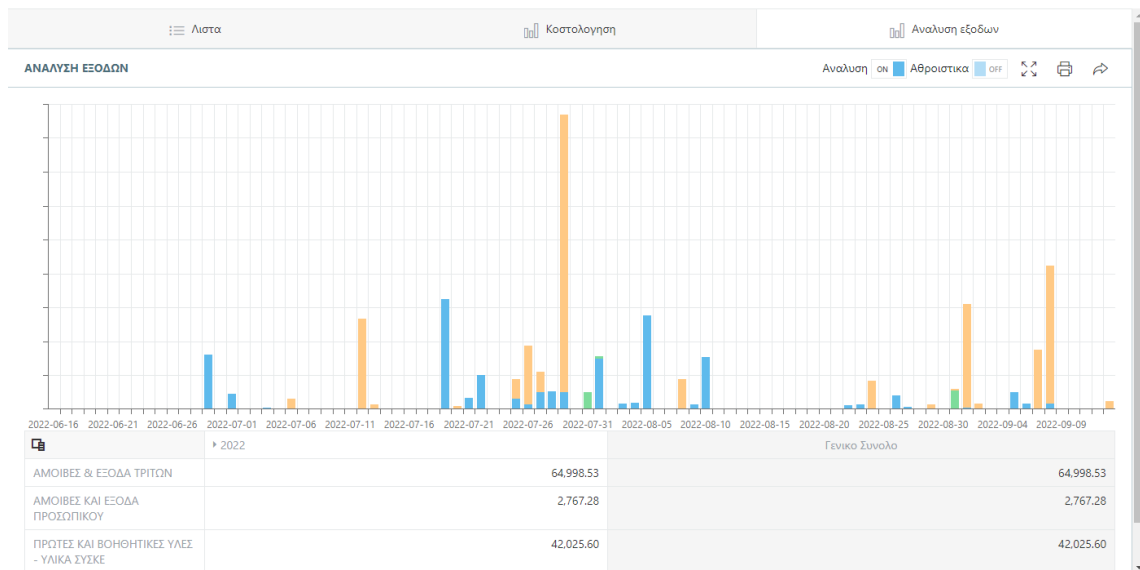 Λιστα
Κοστολογηση
Αναλυση εξοδων
ΑΝΑΛΥΣΗ ΕΞΟΔΩΝ
Αναλυση ON Αθροιστικα OFF
2022-06-16 2022-06-21 2022-06-26 2022-07-01 2022-07-06 2022-07-11 2022-07-16 2022-07-21 2022-07-26 2022-07-31 2022-08-05 2022-08-10 2022-08-15 2022-08-20 2022-08-25 2022-08-30 2022-09-04 2022-09-09
2022 Γενικο Συνολο
ΑΜΟΙΒΕΣ & ΕΞΟΔΑ ΤΡΙΤΩΝ 64,998.53 64,998.53
ΑΜΟΙΒΕΣ ΚΑΙ ΕΞΟΔΑ
ΠΡΟΣΩΠΙΚΟΥ 2,767.28 2,767.28
ΠΡΩΤΕΣ ΚΑΙ ΒΟΗΘΗΤΙΚΕΣ ΥΛΕΣ
- ΥΛΙΚΑ ΣΥΣΚΕ 42,025.60 42,025.60